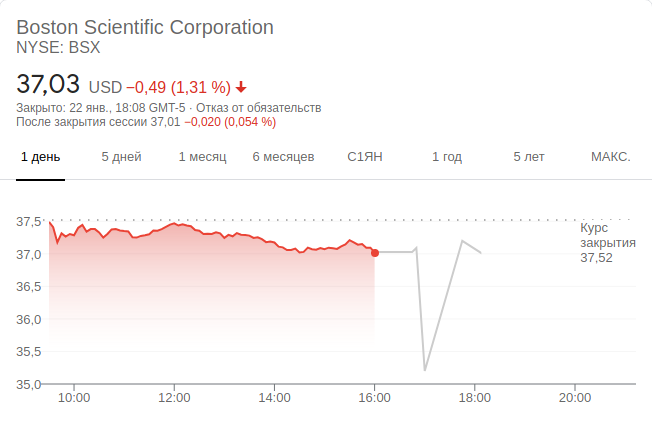 Boston Scientific Corporation
NYSE: BSX
37,03 USD −0,49 (1,31 %)
Закрыто: 22 янв., 18:08 GMT-5 · Отказ от обязательств
После закрытия сессии 37,01 −0,020 (0,054 %)
1 день 5 дней 1 месяц 6 месяцев С1ЯН 1 год 5 лет МАКС.
37,5
Курс
закрытия
37,52
37,0
36,5
36,0
35,5
35,0
10:00 12:00 14:00 16:00 18:00 20:00